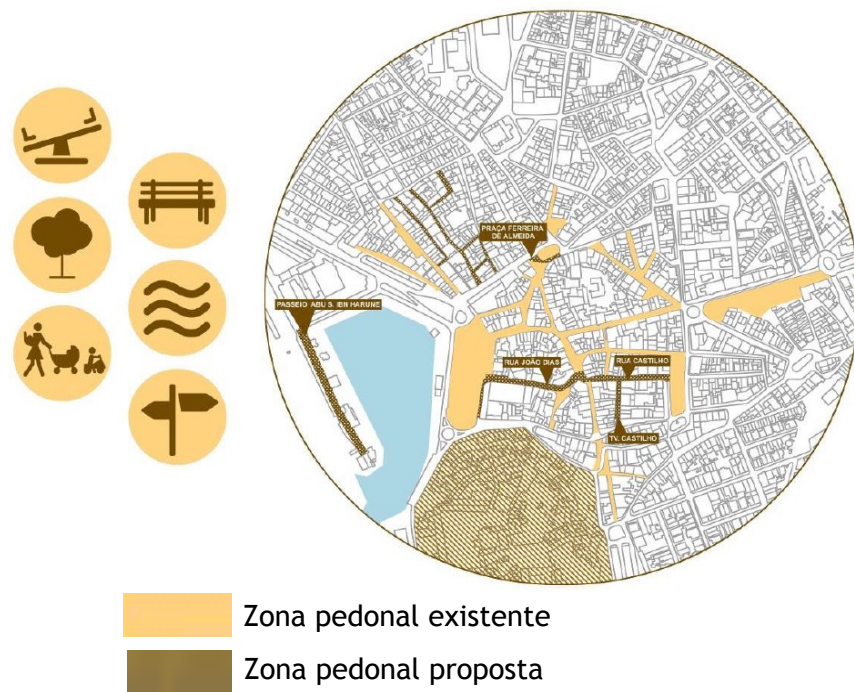 PRAÇA FERREIRA
DE ALMEIDA
PASSEIO ABU S. IBN HARUNE
RUA JOÃO DIAS
RUA CASTILHO
TV. CASTILHO
Zona pedonal existente
Zona pedonal proposta